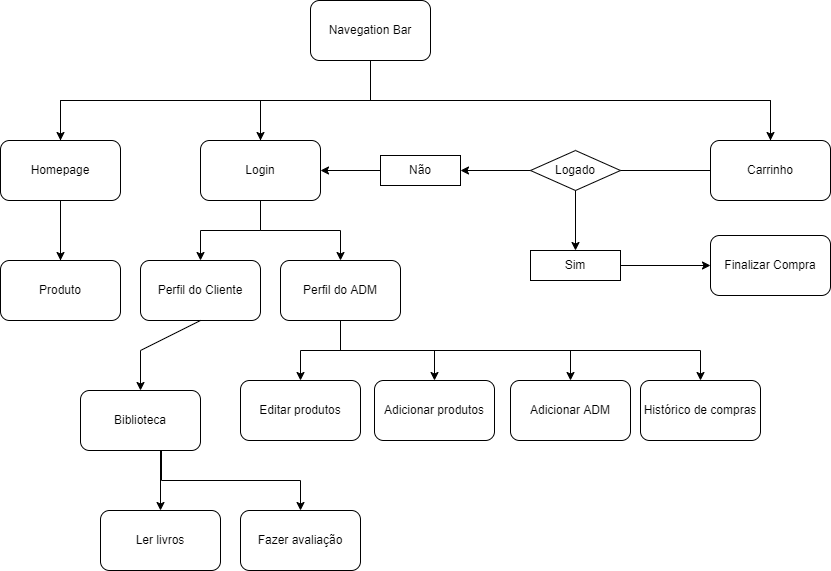 Navegation Bar
Homepage
Login
Não
Logado
Carrinho
Produto
Perfil do Cliente
Perfil do ADM
Sim
Finalizar Compra
Biblioteca
Editar produtos
Adicionar produtos
Adicionar ADM
Histórico de compras
Ler livros
Fazer avaliação